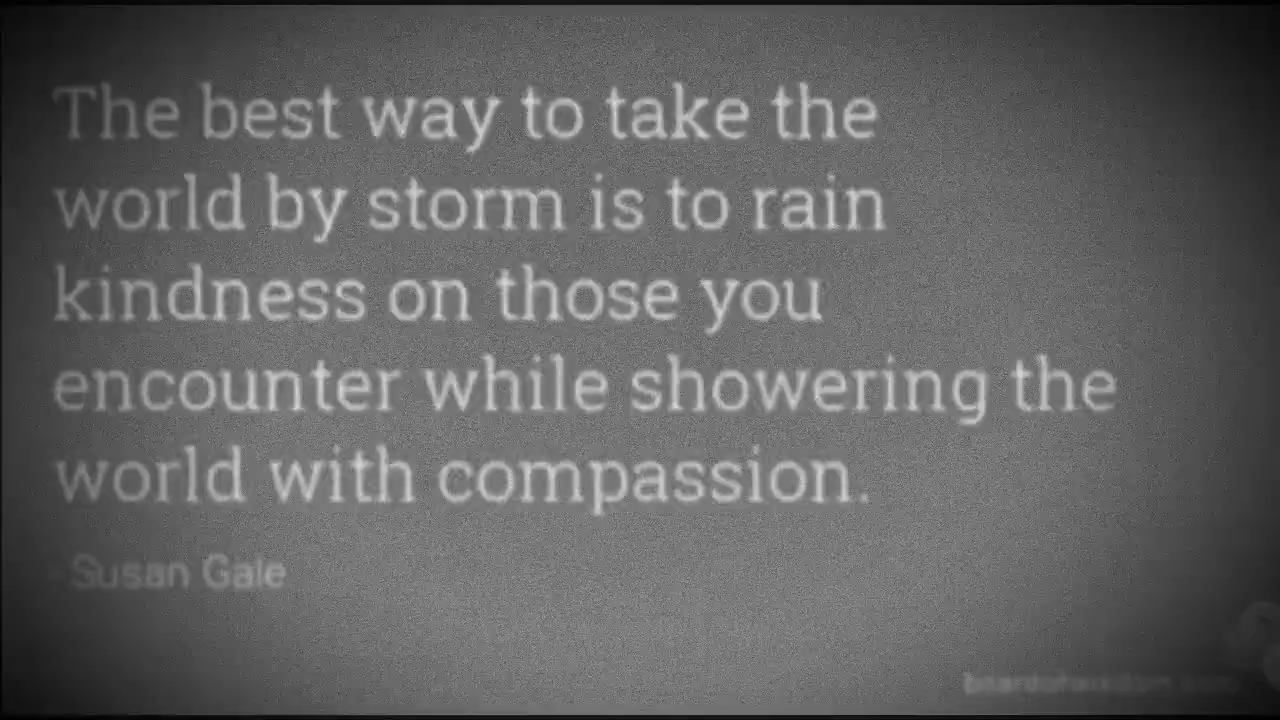 The best way to take the
world by storm is to rain
kindness on those you
encounter while showering the
world with compassion.
- Susan Gale